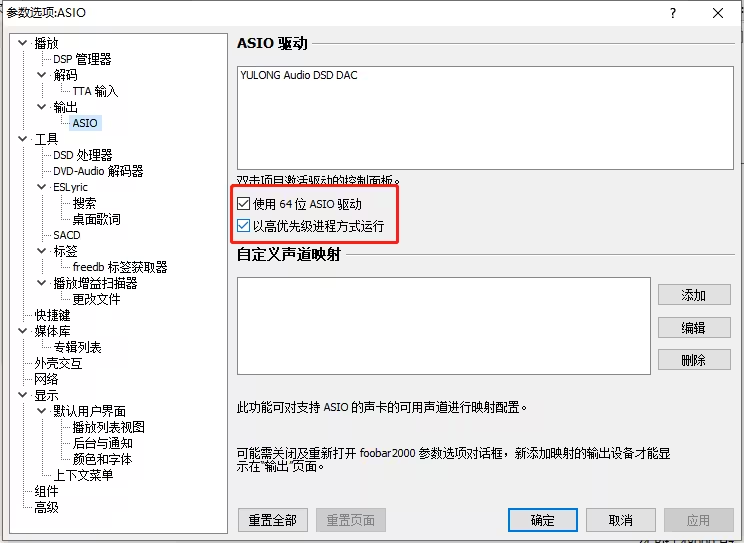 参数选项:ASIO
播放
DSP 管理器
解码
TTA 输入
输出
ASIO
工具
DSD 处理器
DVD-Audio 解码器
ESLyric
搜索
桌面歌词
SACD
标签
freedb 标签获取器
播放增益扫描器
更改文件
快捷键
媒体库
专辑列表
外壳交互
网络
显示
默认用户界面
播放列表视图
后台与通知
颜色和字体
上下文菜单
组件
高级
ASIO 驱动
YULONG Audio DSD DAC
双击项目激活驱动的控制面板。
使用 64 位 ASIO 驱动
以高优先级进程方式运行
自定义声道映射
添加
编辑
删除
此功能可对支持 ASIO 的声卡的可用声道进行映射配置。
可能需关闭及重新打开 foobar2000 参数选项对话框，新添加映射的输出设备才能显
示在"输出"页面。
重置全部
重置页面
确定
取消
应用